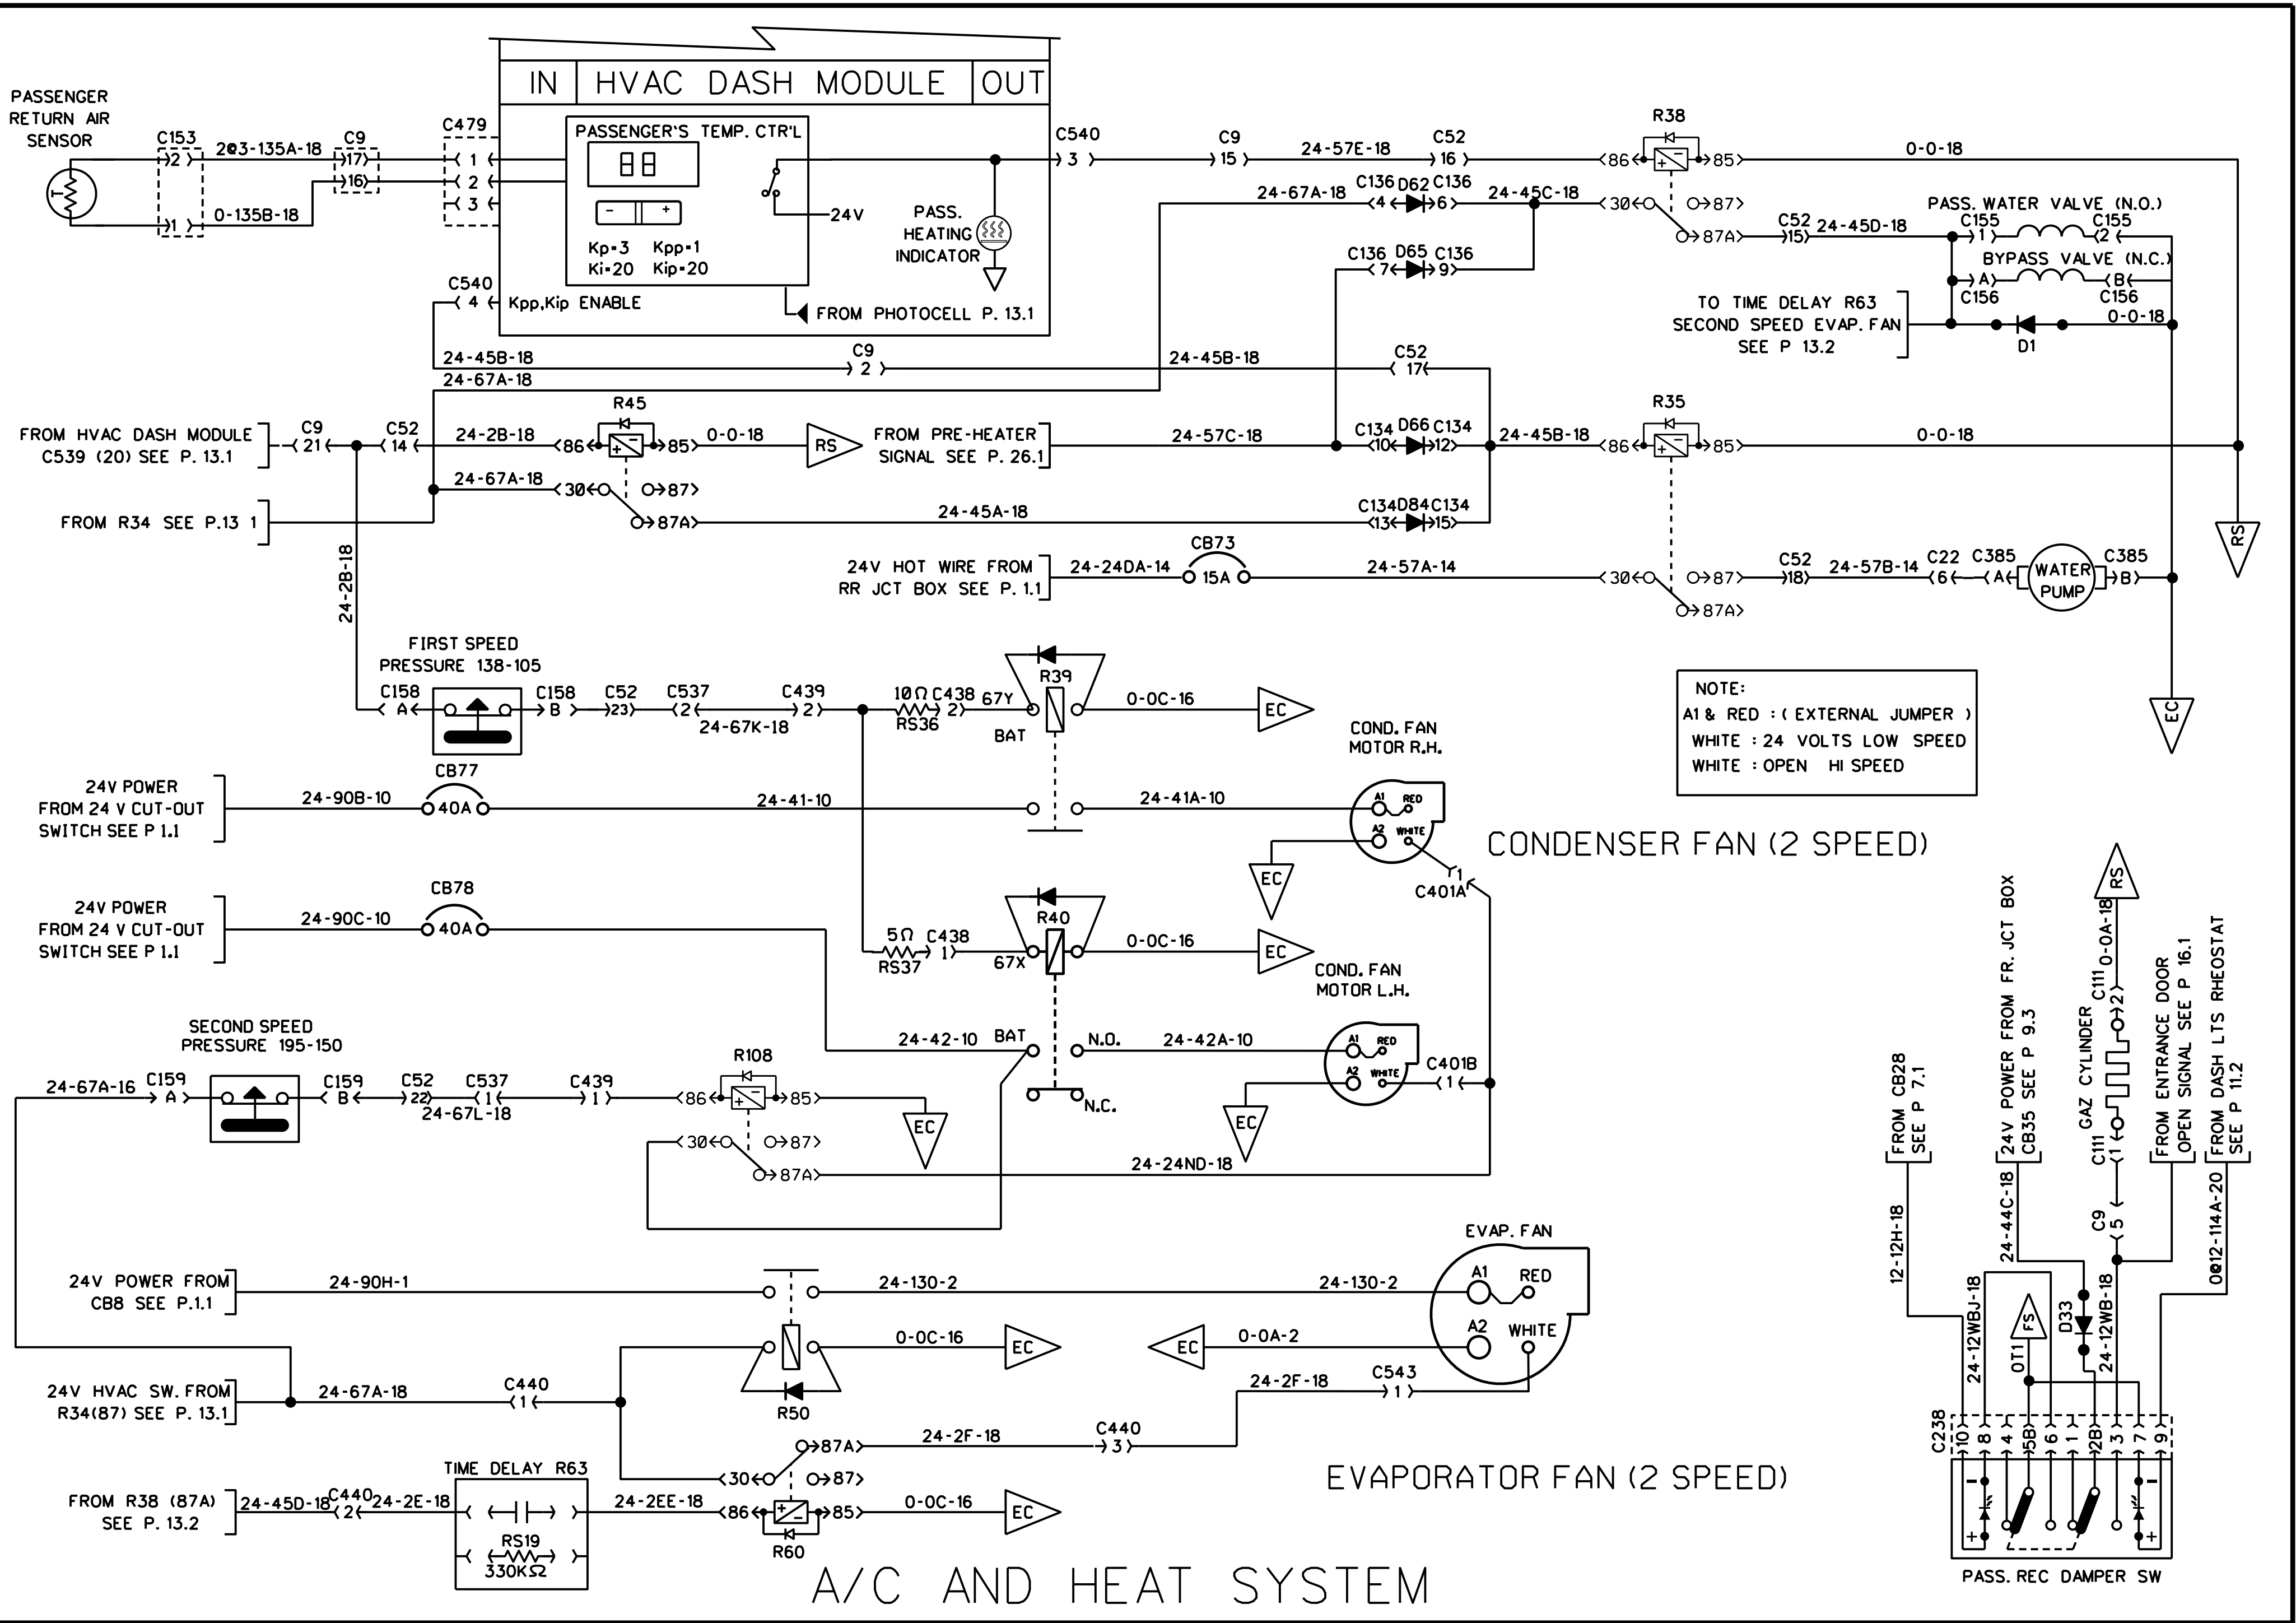 IN HVAC DASH MODULE OUT
PASSENGER
RETURN AIR
SENSOR
C153
2
1
2@3-135A-18
0-135B-18
C9
17
16
C479
1
2
3
PASSENGER'S TEMP. CTR'L
88
- +
Kp=3 Kpp=1
Ki=20 Kip=20
24V
PASS.
HEATING
INDICATOR
C540
4
Kpp,Kip ENABLE
FROM PHOTOCELL P. 13.1
C540
3
C9
15
24-57E-18
C52
16
R38
86 + - 85
0-0-18
24-67A-18
C136 D62 C136
4 6
24-45C-18
30 87
87A
C136 D65 C136
7 9
C52
15
24-45D-18
PASS. WATER VALVE (N.O.)
C155 C155
1 2
BYPASS VALVE (N.C.)
A B
C156 C156
0-0-18
D1
TO TIME DELAY R63
SECOND SPEED EVAP. FAN
SEE P 13.2
24-45B-18
C9
2
24-45B-18
C52
17
24-67A-18
FROM HVAC DASH MODULE
C539 (20) SEE P. 13.1
C9
21
C52
14
24-2B-18
R45
86 + - 85
0-0-18
RS
FROM PRE-HEATER
SIGNAL SEE P. 26.1
24-57C-18
C134 D66 C134
10 12
24-45B-18
R35
86 + - 85
0-0-18
RS
24-67A-18
30 87
87A
FROM R34 SEE P.13 1
24-45A-18
C134 D84 C134
13 15
24-2B-18
24V HOT WIRE FROM
RR JCT BOX SEE P. 1.1
24-24DA-14
CB73
15A
24-57A-14
30 87
87A
C52
18
24-57B-14
C22
6
C385
A
WATER
PUMP
C385
B
EC
FIRST SPEED
PRESSURE 138-105
C158
A
C158
B
C52
23
C537
2
24-67K-18
C439
2
10Ω
RS36
C438
2
67Y
BAT
R39
0-0C-16
EC
NOTE:
A1 & RED : ( EXTERNAL JUMPER )
WHITE : 24 VOLTS LOW SPEED
WHITE : OPEN HI SPEED
COND. FAN
MOTOR R.H.
24V POWER
FROM 24 V CUT-OUT
SWITCH SEE P 1.1
24-90B-10
CB77
40A
24-41-10
24-41A-10
A1 RED
A2 WHITE
EC
1
C401A
CONDENSER FAN (2 SPEED)
24V POWER
FROM 24 V CUT-OUT
SWITCH SEE P 1.1
24-90C-10
CB78
40A
5Ω
RS37
C438
1
67X
R40
0-0C-16
EC
COND. FAN
MOTOR L.H.
24-42-10
BAT
N.O.
N.C.
24-42A-10
A1 RED
A2 WHITE
C401B
1
EC
SECOND SPEED
PRESSURE 195-150
24-67A-16
C159
A
C159
B
C52
22
24-67L-18
C537
1
C439
1
R108
86 + - 85
EC
30 87
87A
24-24ND-18
24V POWER FROM
CB8 SEE P.1.1
24-90H-1
24-130-2
24-130-2
EVAP. FAN
A1 RED
A2 WHITE
0-0C-16
EC
EC
0-0A-2
R50
24V HVAC SW. FROM
R34(87) SEE P. 13.1
24-67A-18
C440
1
24-2F-18
C543
1
87A
24-2F-18
C440
3
30 87
FROM R38 (87A)
SEE P. 13.2
24-45D-18
C440
2
24-2E-18
TIME DELAY R63
RS19
330KΩ
24-2EE-18
86 + - 85
R60
0-0C-16
EC
EVAPORATOR FAN (2 SPEED)
FROM CB28
SEE P 7.1
12-12H-18
24V POWER FROM FR. JCT BOX
CB35 SEE P 9.3
24-44C-18
RS
0-0A-18
C111
2
GAZ CYLINDER
C111
1
C9
5
FROM ENTRANCE DOOR
OPEN SIGNAL SEE P 16.1
FROM DASH LTS RHEOSTAT
SEE P 11.2
0@12-114A-20
24-12WBJ-18
FS
0T1
D33
24-12WB-18
C238
10 8 4 5B 6 1 2B 3 7 9
- -
+ +
PASS. REC DAMPER SW
A/C AND HEAT SYSTEM